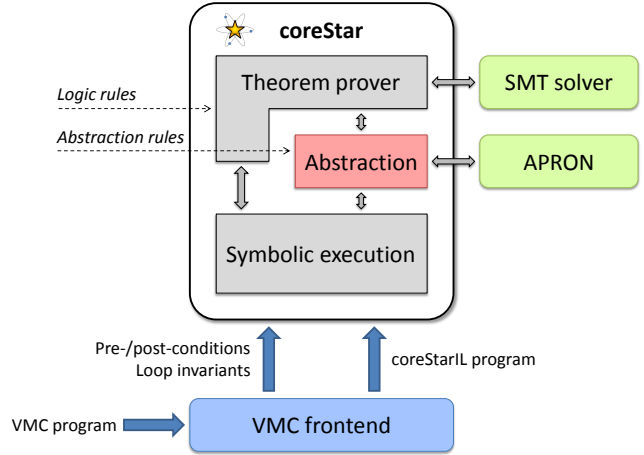 coreStar
Theorem prover
SMT solver
Logic rules
Abstraction rules
Abstraction
APRON
Symbolic execution
Pre-/post-conditions
Loop invariants
coreStarIL program
VMC program
VMC frontend